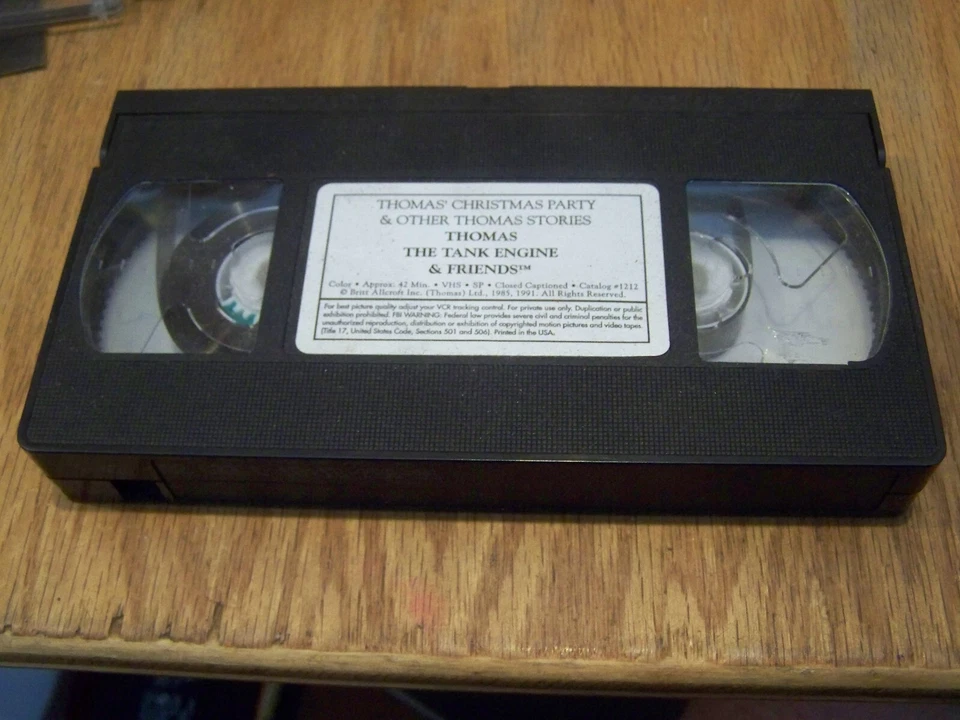 THOMAS' CHRISTMAS PARTY
& OTHER THOMAS STORIES
THOMAS
THE TANK ENGINE
& FRIENDS™
Color • Approx: 42 Min. • VHS • SP • Closed Captioned • Catalog #1212
© Britt Allcroft Inc. (Thomas) Ltd., 1985, 1991. All Rights Reserved.
For best picture quality adjust your VCR tracking control. For private use only. Duplication or public
exhibition prohibited. FBI WARNING: Federal law provides severe civil and criminal penalties for the
unauthorized reproduction, distribution or exhibition of copyrighted motion pictures and video tapes.
(Title 17, United States Code, Sections 501 and 506). Printed in the USA.